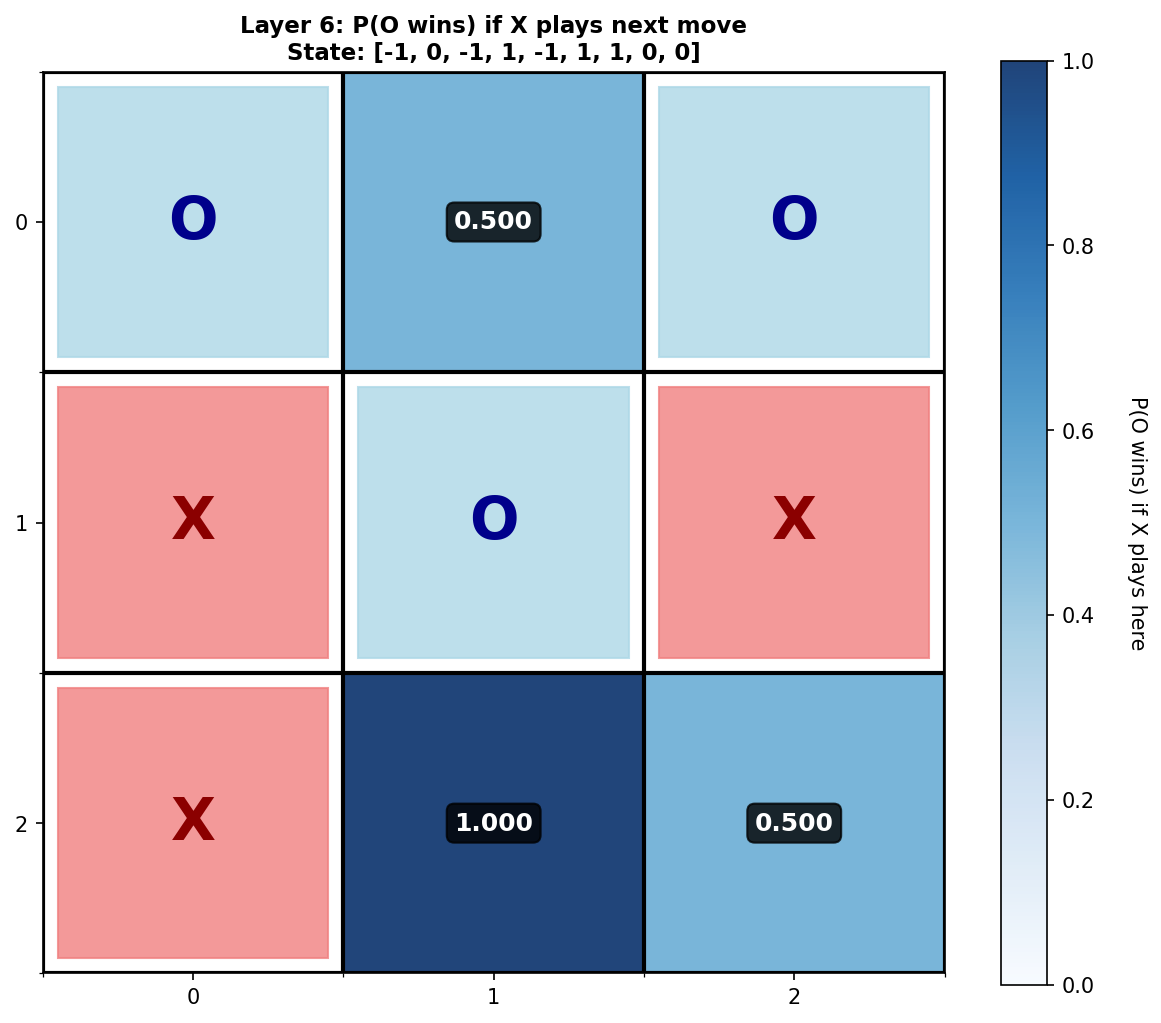 Layer 6: P(O wins) if X plays next move
State: [-1, 0, -1, 1, -1, 1, 1, 0, 0]
0
O
0.500
O
1
X
O
X
2
X
1.000
0.500
0
1
2
1.0
0.8
0.6
0.4
0.2
0.0
P(O wins) if X plays here